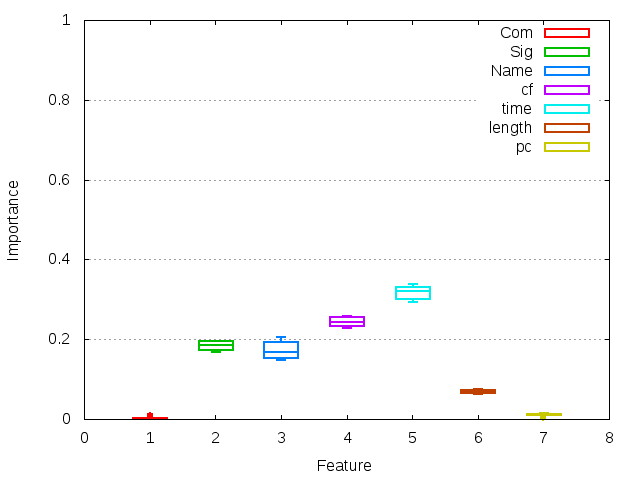 1
0.8
0.6
0.4
0.2
0
Importance
0 1 2 3 4 5 6 7 8
Feature
Com
Sig
Name
cf
time
length
pc